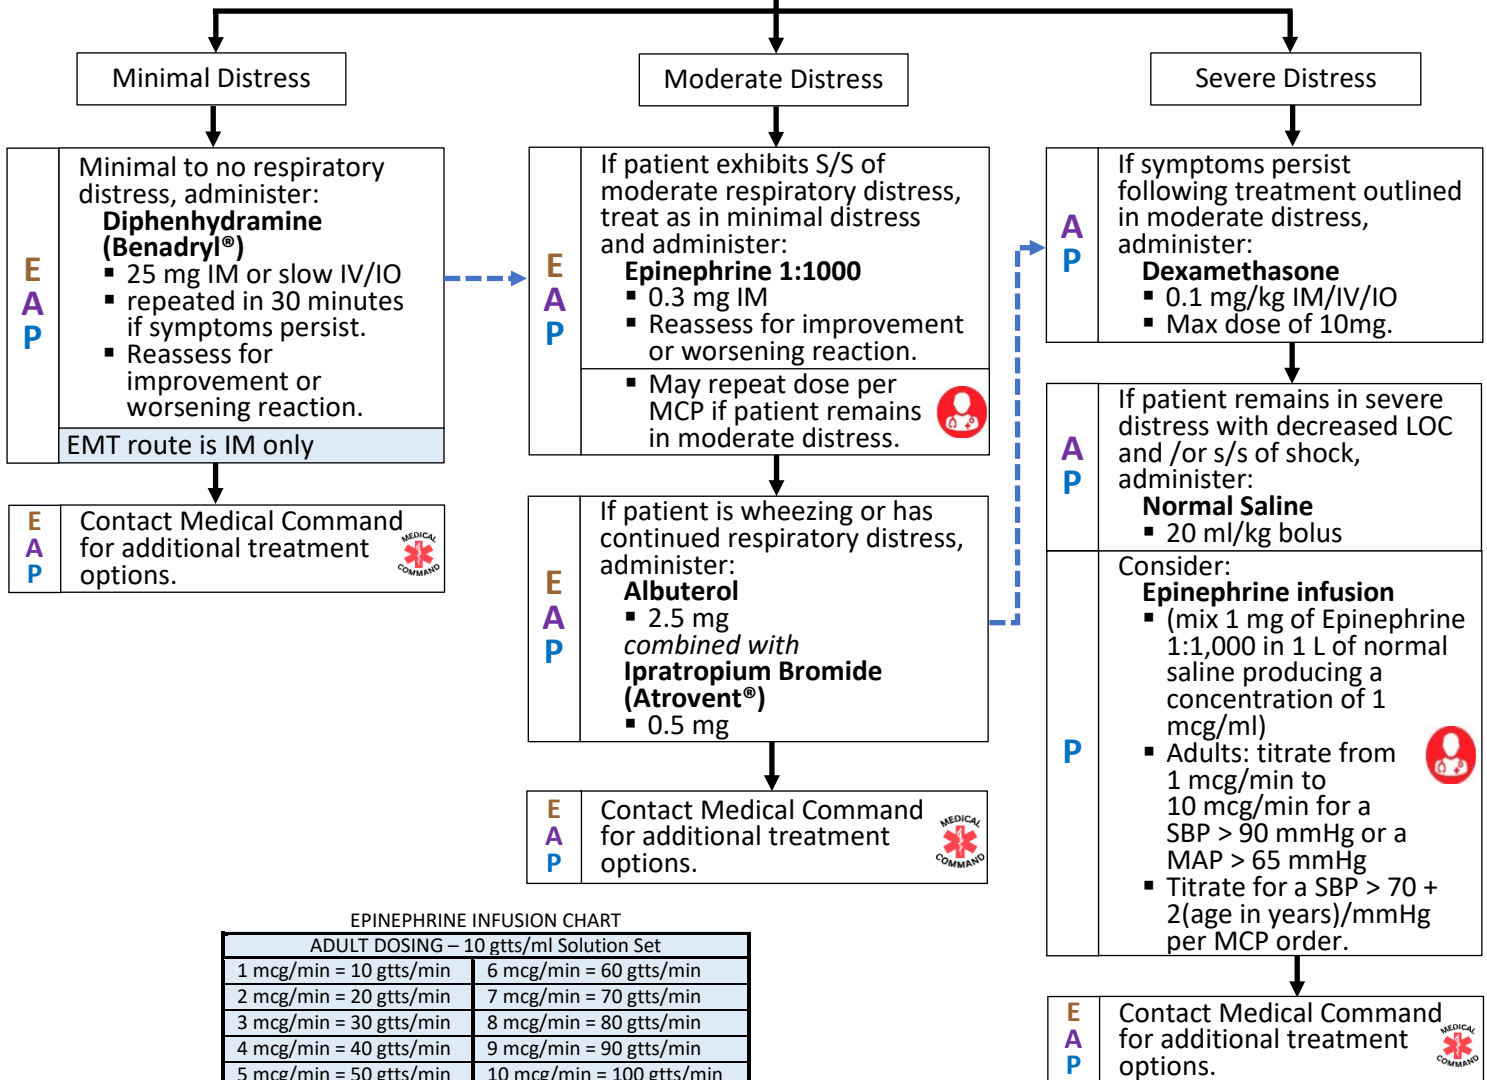 Minimal Distress
Moderate Distress
Severe Distress
E
A
P
Minimal to no respiratory
distress, administer:
Diphenhydramine
(Benadryl®)
▪ 25 mg IM or slow IV/IO
▪ repeated in 30 minutes
if symptoms persist.
▪ Reassess for
improvement or
worsening reaction.
EMT route is IM only
E
A
P
Contact Medical Command
for additional treatment
options.
MEDICAL
COMMAND
E
A
P
If patient exhibits S/S of
moderate respiratory distress,
treat as in minimal distress
and administer:
Epinephrine 1:1000
▪ 0.3 mg IM
▪ Reassess for improvement
or worsening reaction.
▪ May repeat dose per
MCP if patient remains
in moderate distress.
E
A
P
If patient is wheezing or has
continued respiratory distress,
administer:
Albuterol
▪ 2.5 mg
combined with
Ipratropium Bromide
(Atrovent®)
▪ 0.5 mg
E
A
P
Contact Medical Command
for additional treatment
options.
MEDICAL
COMMAND
A
P
If symptoms persist
following treatment outlined
in moderate distress,
administer:
Dexamethasone
▪ 0.1 mg/kg IM/IV/IO
▪ Max dose of 10mg.
A
P
If patient remains in severe
distress with decreased LOC
and /or s/s of shock,
administer:
Normal Saline
▪ 20 ml/kg bolus
P
Consider:
Epinephrine infusion
▪ (mix 1 mg of Epinephrine
1:1,000 in 1 L of normal
saline producing a
concentration of 1
mcg/ml)
▪ Adults: titrate from
1 mcg/min to
10 mcg/min for a
SBP > 90 mmHg or a
MAP > 65 mmHg
▪ Titrate for a SBP > 70 +
2(age in years)/mmHg
per MCP order.
E
A
P
Contact Medical Command
for additional treatment
options.
MEDICAL
COMMAND
EPINEPHRINE INFUSION CHART
ADULT DOSING – 10 gtts/ml Solution Set
1 mcg/min = 10 gtts/min 6 mcg/min = 60 gtts/min
2 mcg/min = 20 gtts/min 7 mcg/min = 70 gtts/min
3 mcg/min = 30 gtts/min 8 mcg/min = 80 gtts/min
4 mcg/min = 40 gtts/min 9 mcg/min = 90 gtts/min
5 mcg/min = 50 gtts/min 10 mcg/min = 100 gtts/min